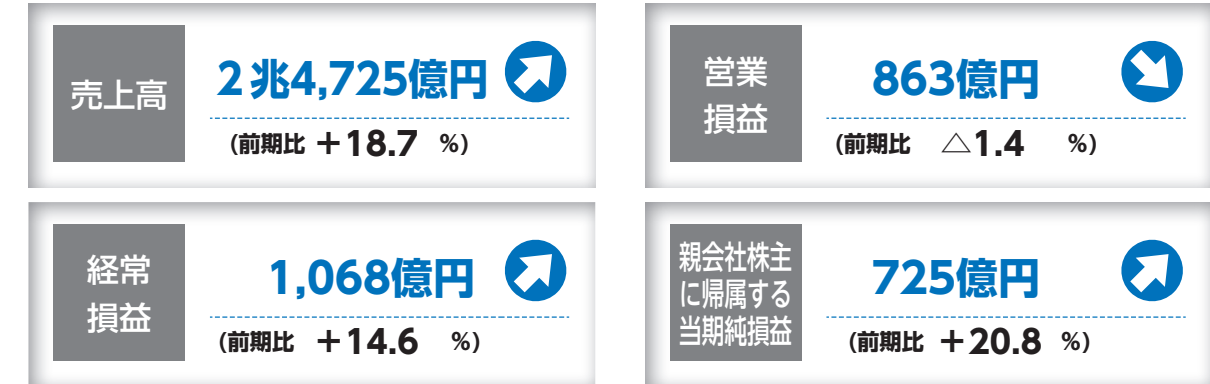 売上高
2兆4,725億円
(前期比 +18.7 %)
営業
損益
863億円
(前期比 △1.4 %)
経常
損益
1,068億円
(前期比 +14.6 %)
親会社株主
に帰属する
当期純損益
725億円
(前期比 +20.8 %)